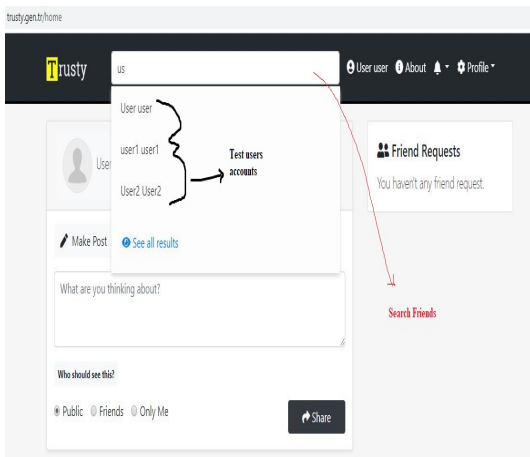 trusty.gen.tr/home
Trusty
us
User user About Profile
User user
user1 user1
User2 User2
See all results
Test users
accounts
Use
Friend Requests
You haven't any friend request.
Make Post
What are you thinking about?
Search Friends
Who should see this?
Public Friends Only Me
Share